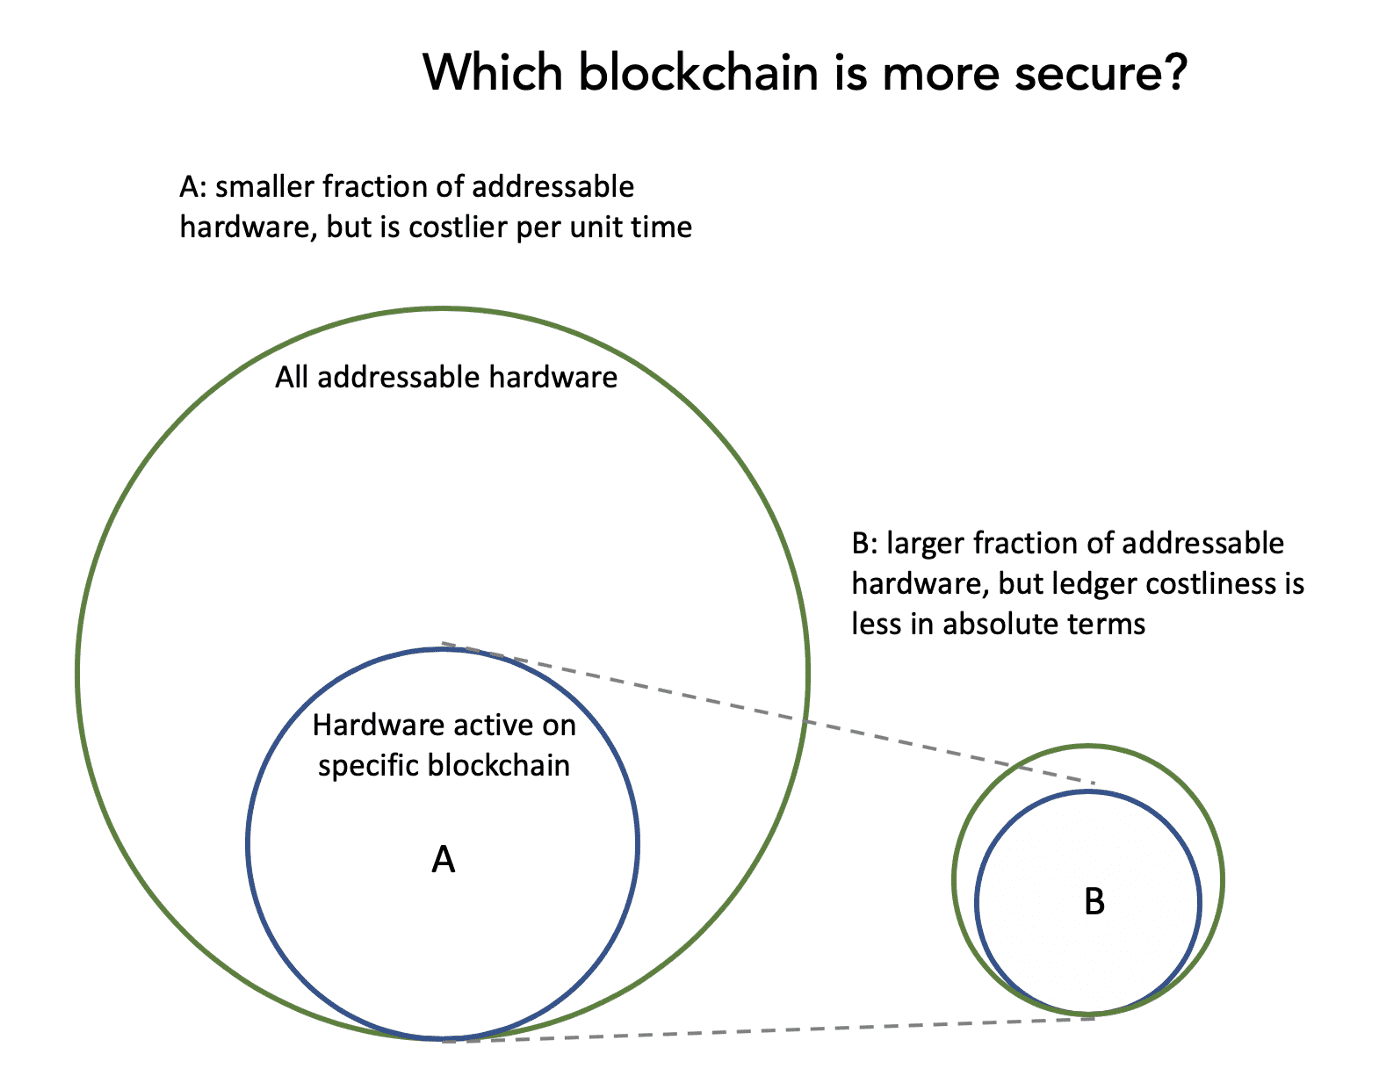 Which blockchain is more secure?
A: smaller fraction of addressable
hardware, but is costlier per unit time
All addressable hardware
B: larger fraction of addressable
hardware, but ledger costliness is
less in absolute terms
Hardware active on
specific blockchain
A
B